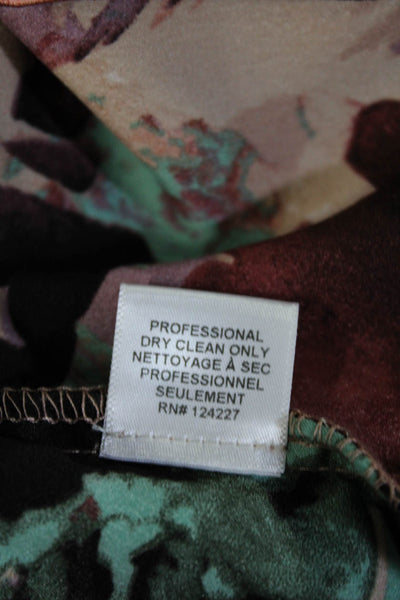 PROFESSIONAL
DRY CLEAN ONLY
NETTOYAGE À SEC
PROFESSIONNEL
SEULEMENT
RN# 124227